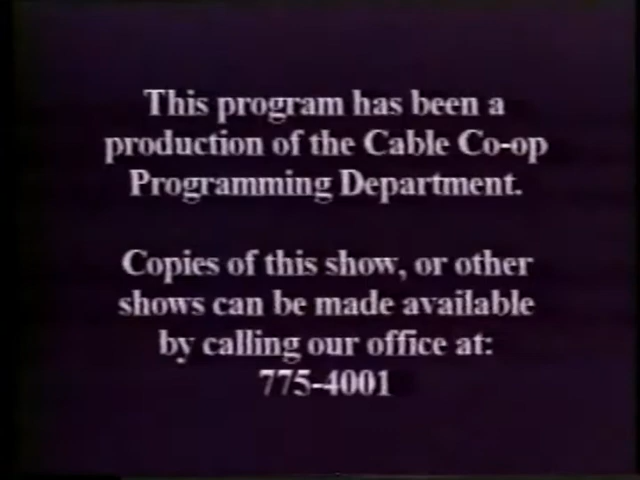 This program has been a
production of the Cable Co-op
Programming Department.
Copies of this show, or other
shows can be made available
by calling our office at:
775-4001